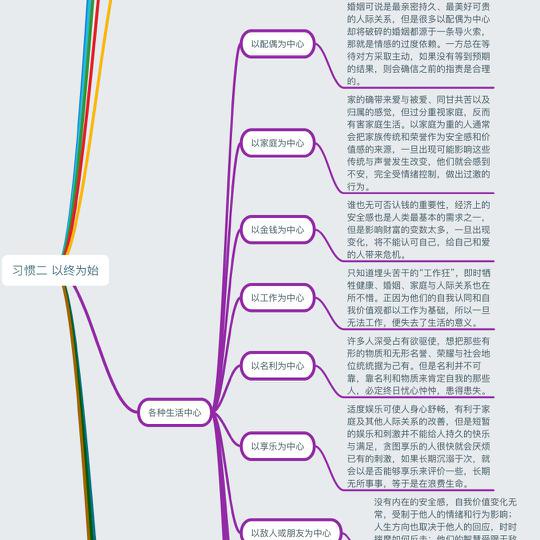 婚姻可说是最亲密持久、最美好可贵
的人际关系，但是很多以配偶为中心
却将破碎的婚姻都源于一条导火索，
那就是情感的过度依赖。一方总在等
待对方采取主动，如果没有等到预期
的结果，则会确信之前的指责是合理
的。
以配偶为中心
家的确带来爱与被爱、同甘共苦以及
归属的感觉，但过分重视家庭，反而
有害家庭生活。以家庭为重的人通常
会把家族传统和荣誉作为安全感和价
值感的来源，一旦出现可能影响这些
传统与声誉发生改变，他们就会感到
不安，完全受情绪控制，做出过激的
行为。
以家庭为中心
谁也无可否认钱的重要性，经济上的
安全感也是人类最基本的需求之一，
但是影响财富的变数太多，一旦出现
变化，将不能认可自己，给自己和爱
的人带来危机。
以金钱为中心
习惯二 以终为始
只知道埋头苦干的“工作狂”，即时牺
牲健康、婚姻、家庭与人际关系也在
所不惜。正因为他们的自我认同和自
我价值观都以工作为基础，所以一旦
无法工作，便失去了生活的意义。
以工作为中心
许多人深受占有欲驱使，想把那些有
形的物质和无形名誉、荣耀与社会地
位统统据为己有。但是名利并不可
靠，靠名利和物质来肯定自我的那些
人，必定终日忧心忡忡，患得患失。
以名利为中心
各种生活中心
适度娱乐可使人身心舒畅，有利于家
庭及其他人际关系的改善，但是短暂
的娱乐和刺激并不能给人持久的快乐
与满足，贪图享乐的人很快就会厌烦
已有的刺激，如果长期沉溺于次，就
会以是否能够享乐来评价一些，长期
无所事事，等于是在浪费生命。
以享乐为中心
没有内在的安全感，自我价值变化无
常，受制于他人的情绪和行为影响；
人生方向也取决于他人的回应，时时
揣摩如何反击；他们的智慧受囿于敌
以敌人或朋友为中心